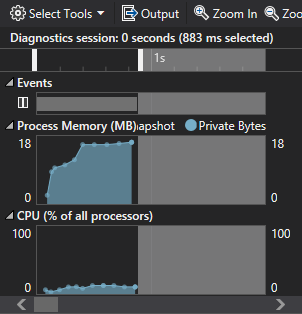 Select Tools Output Zoom In Zo
Diagnostics session: 0 seconds (883 ms selected)
1s
Events
Process Memory (MB) apshot Private Bytes
18 18
0 0
CPU (% of all processors)
100 100
0 0